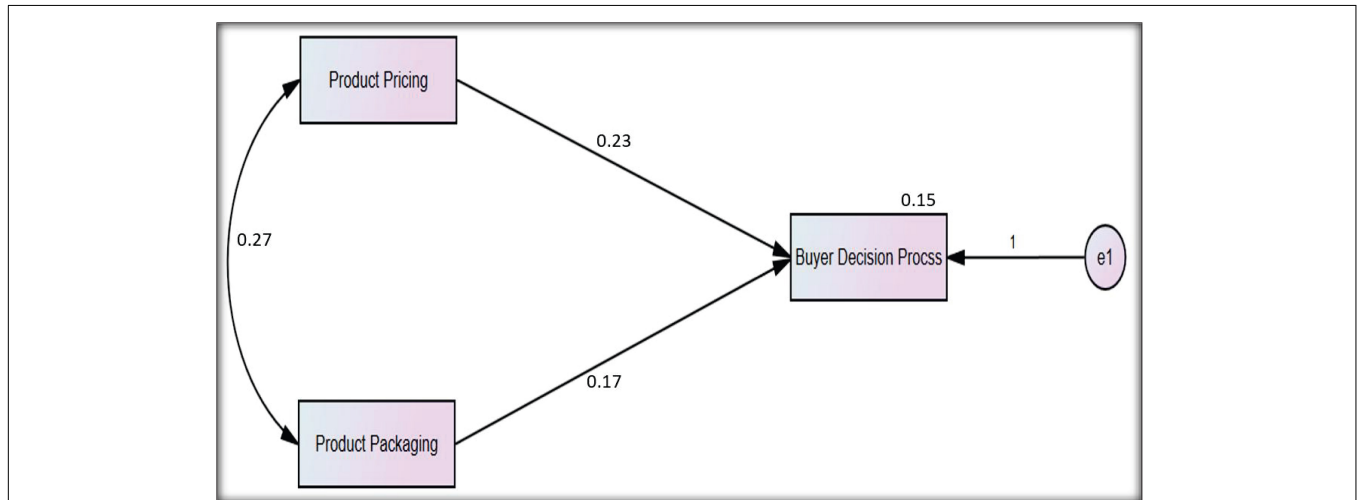 Product Pricing
0.23
0.15
0.27
Buyer Decision Procss
1
e1
0.17
Product Packaging